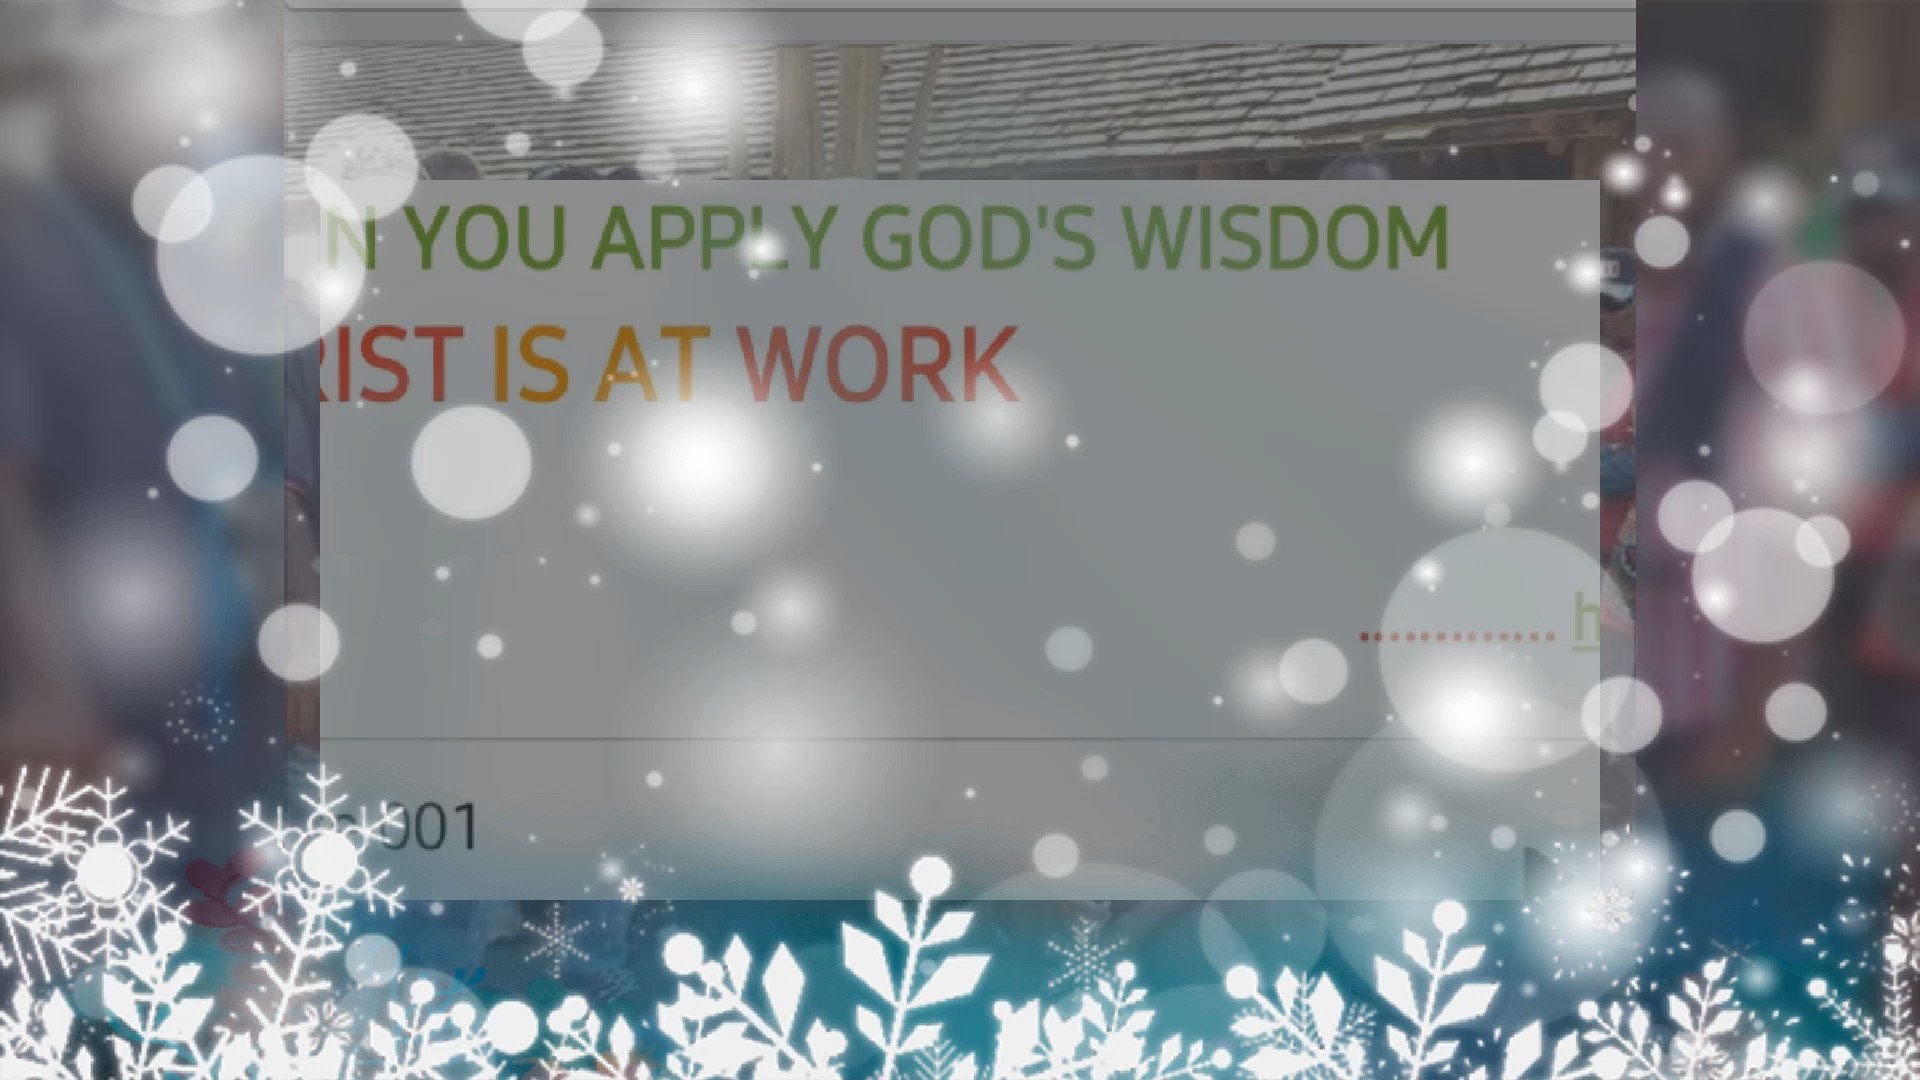 N YOU APPLY GOD'S WISDOM
RIST IS AT WORK
............. h
001